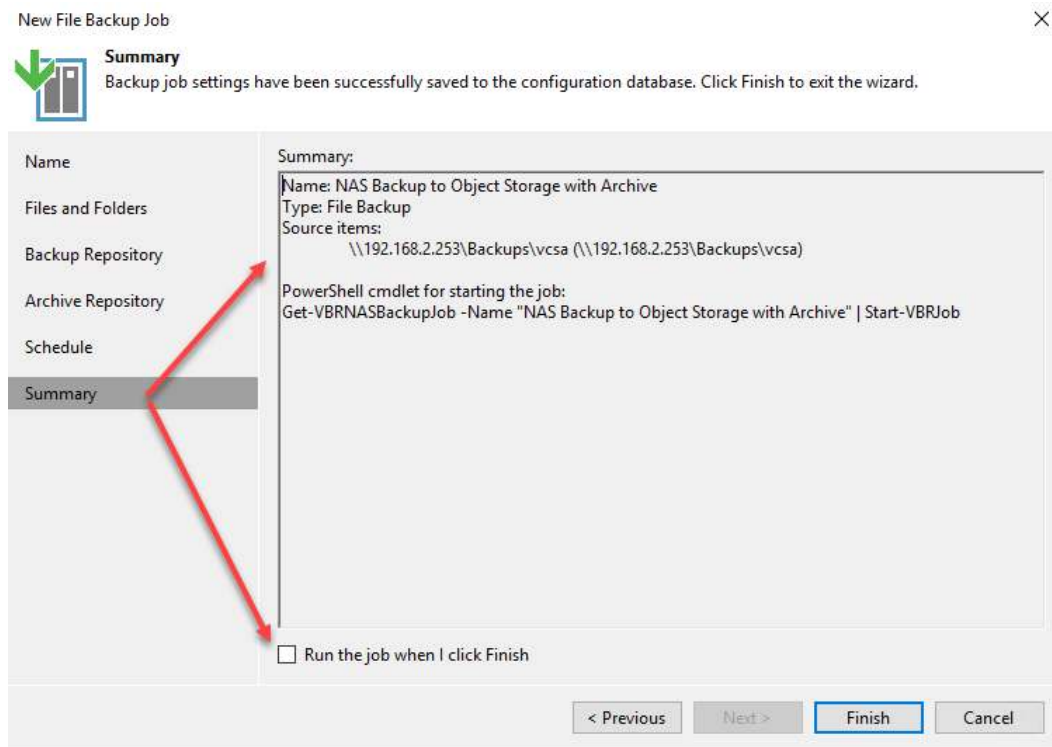 New File Backup Job
Summary
Backup job settings have been successfully saved to the configuration database. Click Finish to exit the wizard.
Name
Files and Folders
Backup Repository
Archive Repository
Schedule
Summary
Summary:
Name: NAS Backup to Object Storage with Archive
Type: File Backup
Source items:
\\192.168.2.253\Backups\vcsa (\\192.168.2.253\Backups\vcsa)
PowerShell cmdlet for starting the job:
Get-VBRNASBackupJob -Name "NAS Backup to Object Storage with Archive" | Start-VBRJob
Run the job when I click Finish
< Previous
Next >
Finish
Cancel